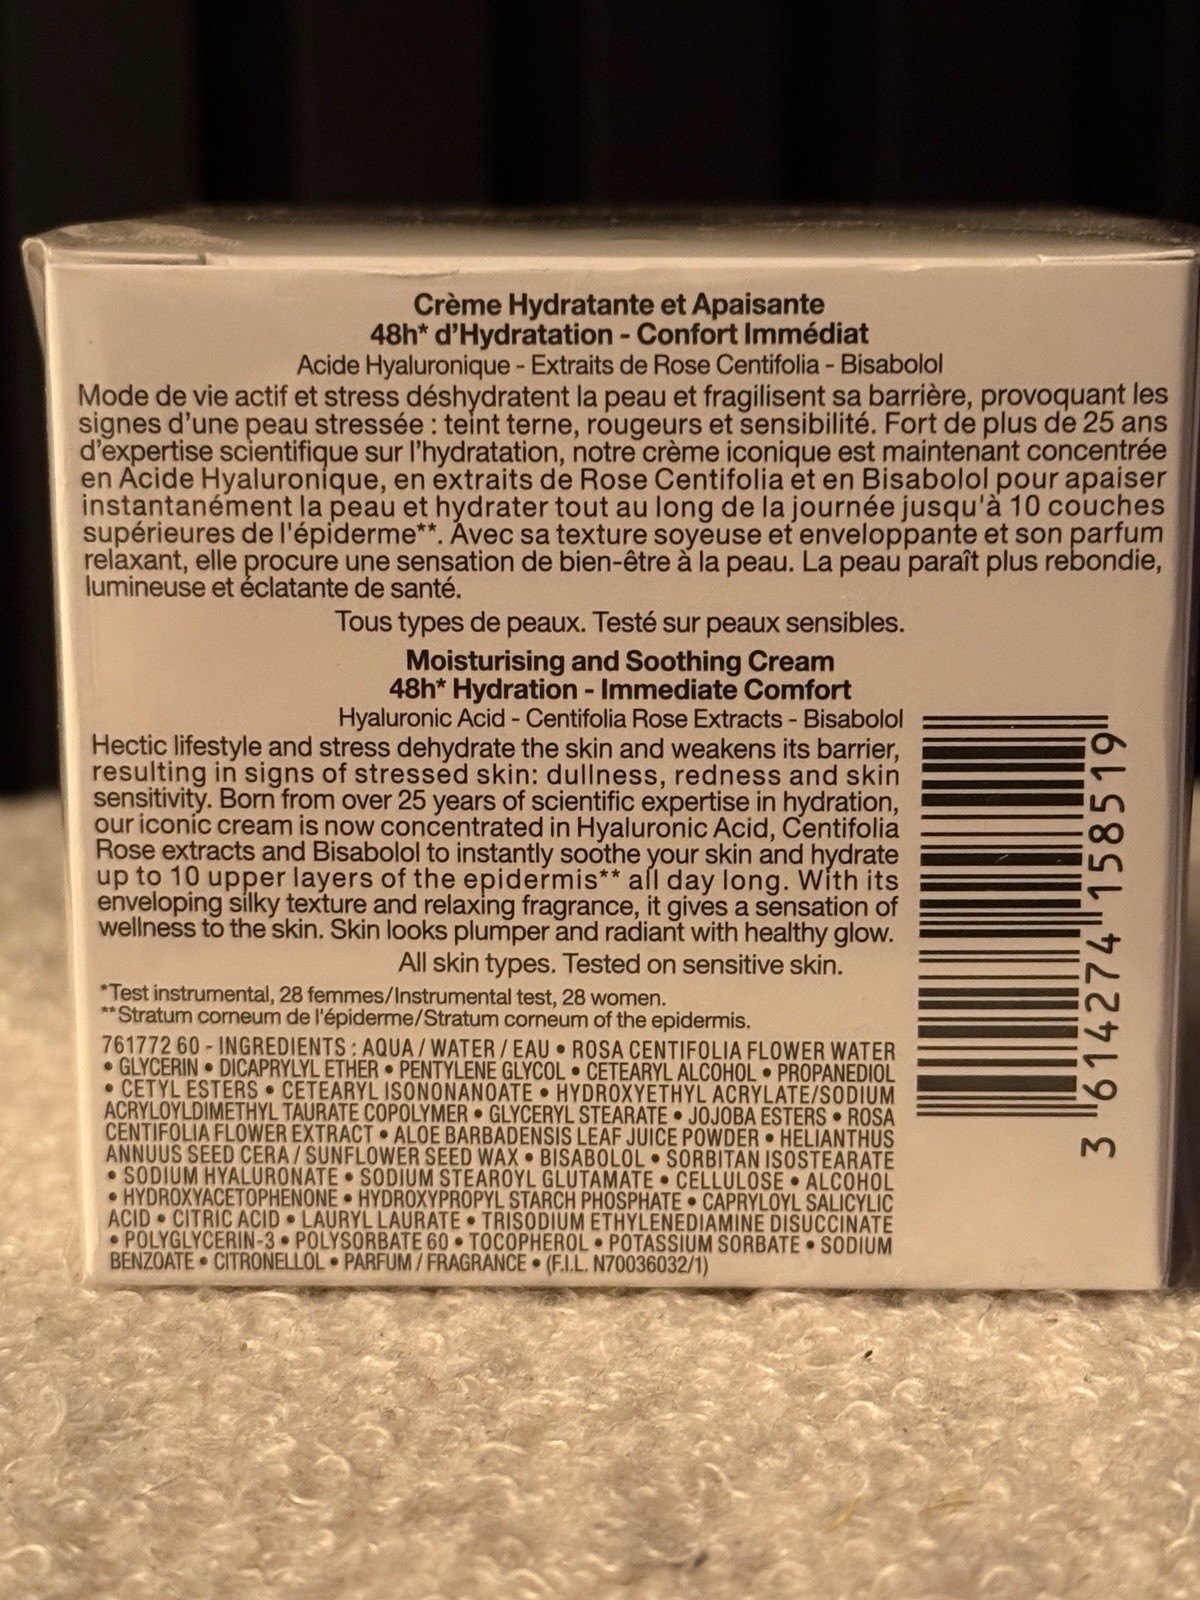 Crème Hydratante et Apaisante
48h* d'Hydratation - Confort Immédiat
Acide Hyaluronique - Extraits de Rose Centifolia - Bisabolol
Mode de vie actif et stress déshydratent la peau et fragilisent sa barrière, provoquant les
signes d'une peau stressée : teint terne, rougeurs et sensibilité. Fort de plus de 25 ans
d'expertise scientifique sur l'hydratation, notre crème iconique est maintenant concentrée
en Acide Hyaluronique, en extraits de Rose Centifolia et en Bisabolol pour apaiser
instantanément la peau et hydrater tout au long de la journée jusqu'à 10 couches
supérieures de l'épiderme**. Avec sa texture soyeuse et enveloppante et son parfum
relaxant, elle procure une sensation de bien-être à la peau. La peau paraît plus rebondie,
lumineuse et éclatante de santé.
Tous types de peaux. Testé sur peaux sensibles.
Moisturising and Soothing Cream
48h* Hydration - Immediate Comfort
Hyaluronic Acid - Centifolia Rose Extracts - Bisabolol
Hectic lifestyle and stress dehydrate the skin and weakens its barrier,
resulting in signs of stressed skin: dullness, redness and skin
sensitivity. Born from over 25 years of scientific expertise in hydration,
our iconic cream is now concentrated in Hyaluronic Acid, Centifolia
Rose extracts and Bisabolol to instantly soothe your skin and hydrate
up to 10 upper layers of the epidermis** all day long. With its
enveloping silky texture and relaxing fragrance, it gives a sensation of
wellness to the skin. Skin looks plumper and radiant with healthy glow.
All skin types. Tested on sensitive skin.
*Test instrumental, 28 femmes/Instrumental test, 28 women.
**Stratum corneum de l'épiderme/Stratum corneum of the epidermis.
761772 60 - INGREDIENTS : AQUA / WATER / EAU • ROSA CENTIFOLIA FLOWER WATER
• GLYCERIN • DICAPRYLYL ETHER • PENTYLENE GLYCOL • CETEARYL ALCOHOL • PROPANEDIOL
• CETYL ESTERS • CETEARYL ISONONANOATE • HYDROXYETHYL ACRYLATE/SODIUM
ACRYLOYLDIMETHYL TAURATE COPOLYMER • GLYCERYL STEARATE • JOJOBA ESTERS • ROSA
CENTIFOLIA FLOWER EXTRACT • ALOE BARBADENSIS LEAF JUICE POWDER • HELIANTHUS
ANNUUS SEED CERA / SUNFLOWER SEED WAX • BISABOLOL • SORBITAN ISOSTEARATE
• SODIUM HYALURONATE • SODIUM STEAROYL GLUTAMATE • CELLULOSE • ALCOHOL
• HYDROXYACETOPHENONE • HYDROXYPROPYL STARCH PHOSPHATE • CAPRYLOYL SALICYLIC
ACID • CITRIC ACID • LAURYL LAURATE • TRISODIUM ETHYLENEDIAMINE DISUCCINATE
• POLYGLYCERIN-3 • POLYSORBATE 60 • TOCOPHEROL • POTASSIUM SORBATE • SODIUM
BENZOATE • CITRONELLOL • PARFUM / FRAGRANCE • (F.I.L. N70036032/1)
3 614274 158519